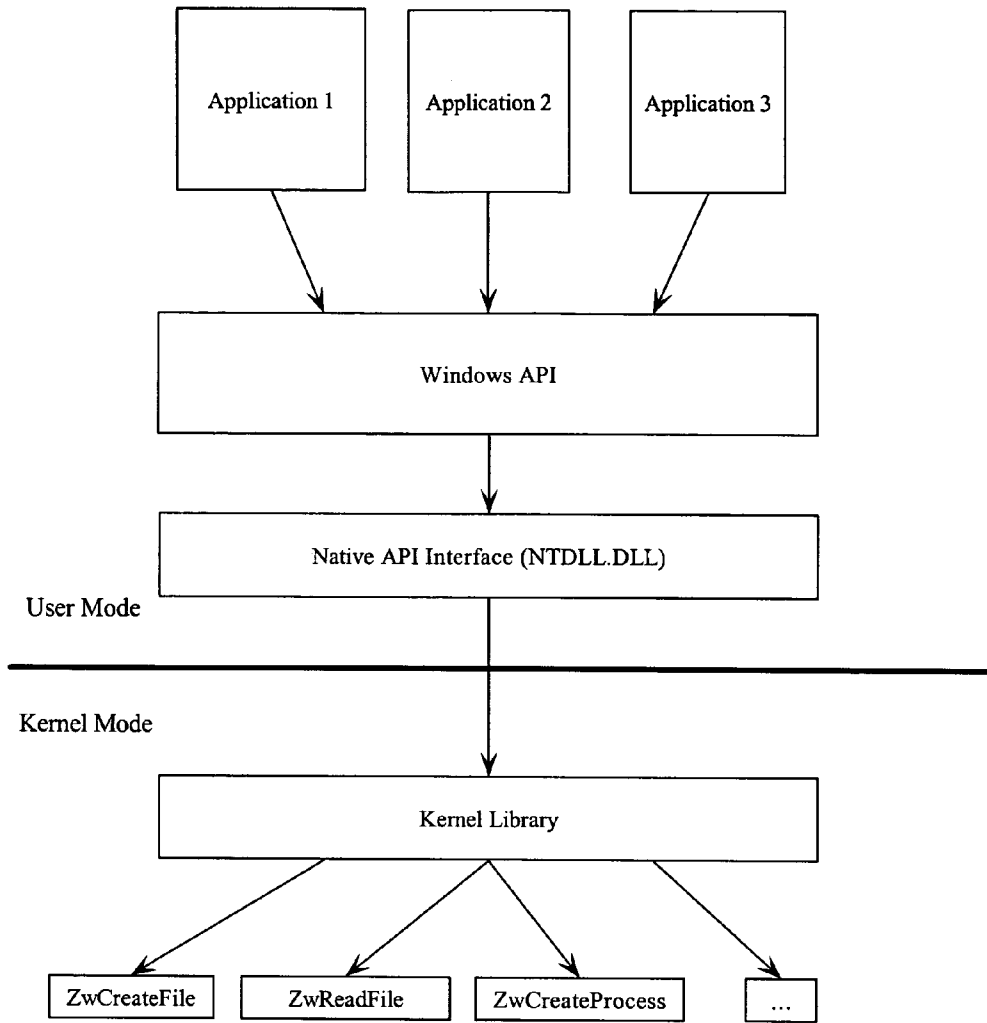 Application 1
Application 2
Application 3
Windows API
Native API Interface (NTDLL.DLL)
User Mode
Kernel Mode
Kernel Library
ZwCreateFile
ZwReadFile
ZwCreateProcess
...